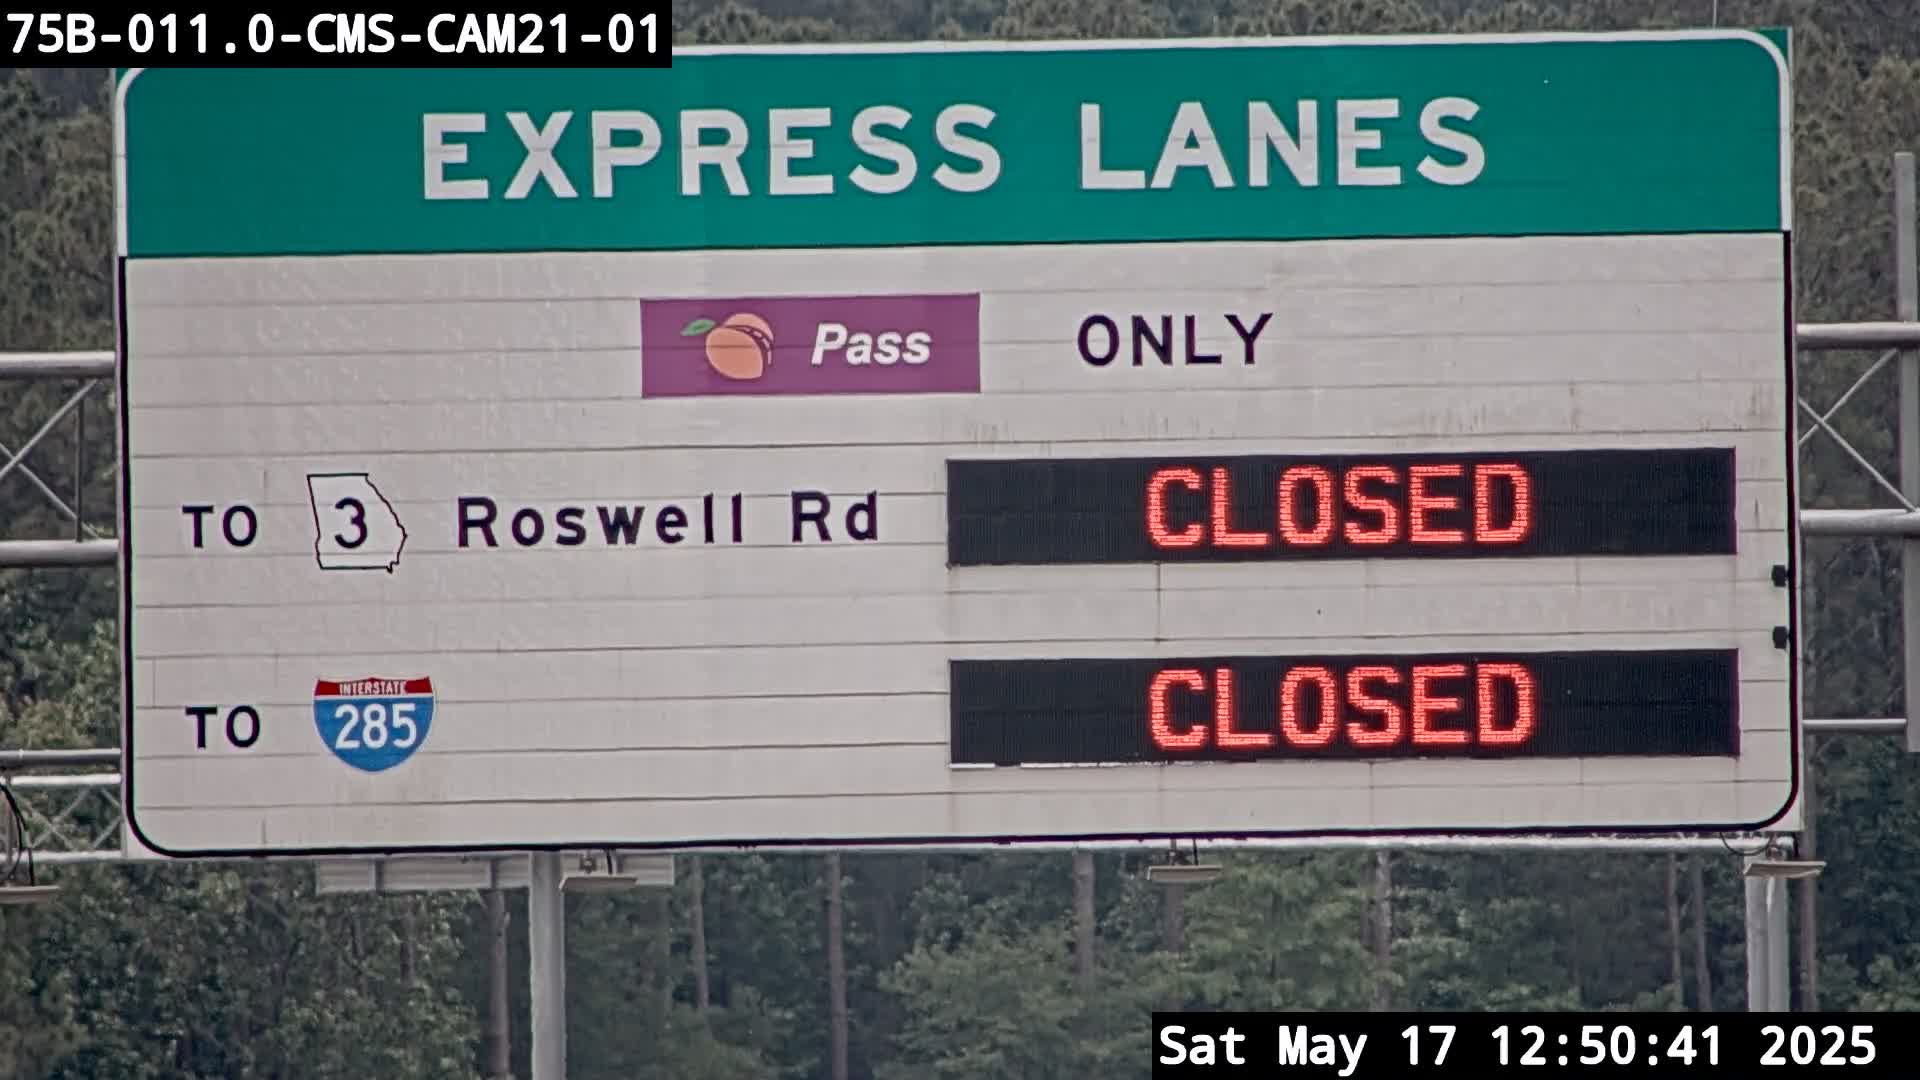 75B-011.0-CMS-CAM21-01
EXPRESS LANES
Pass ONLY
TO 3 Roswell Rd CLOSED
TO INTERSTATE 285 CLOSED
Sat May 17 12:50:41 2025